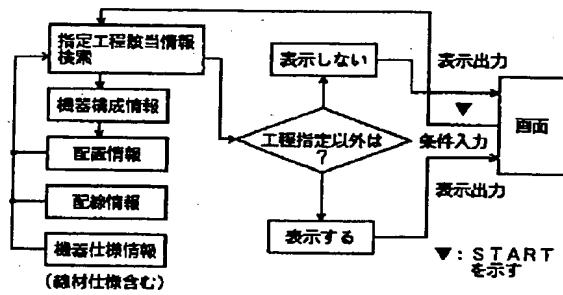 指定工程該当情報
検索
機器構成情報
配置情報
配線情報
機器仕様情報
(線材仕様含む)
表示しない
工程指定以外は
?
表示する
表示出力
▼
条件入力
表示出力
画面
▼: START
を示す